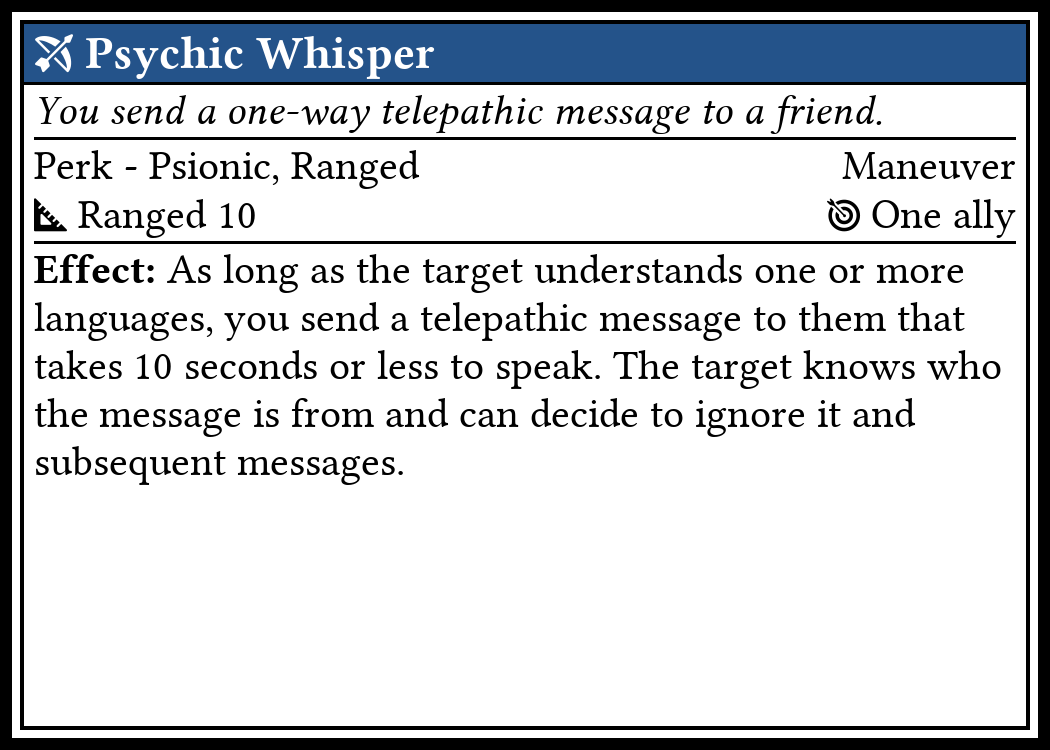 Psychic Whisper
You send a one-way telepathic message to a friend.
Perk - Psionic, Ranged
Maneuver
Ranged 10
One ally
Effect: As long as the target understands one or more
languages, you send a telepathic message to them that
takes 10 seconds or less to speak. The target knows who
the message is from and can decide to ignore it and
subsequent messages.